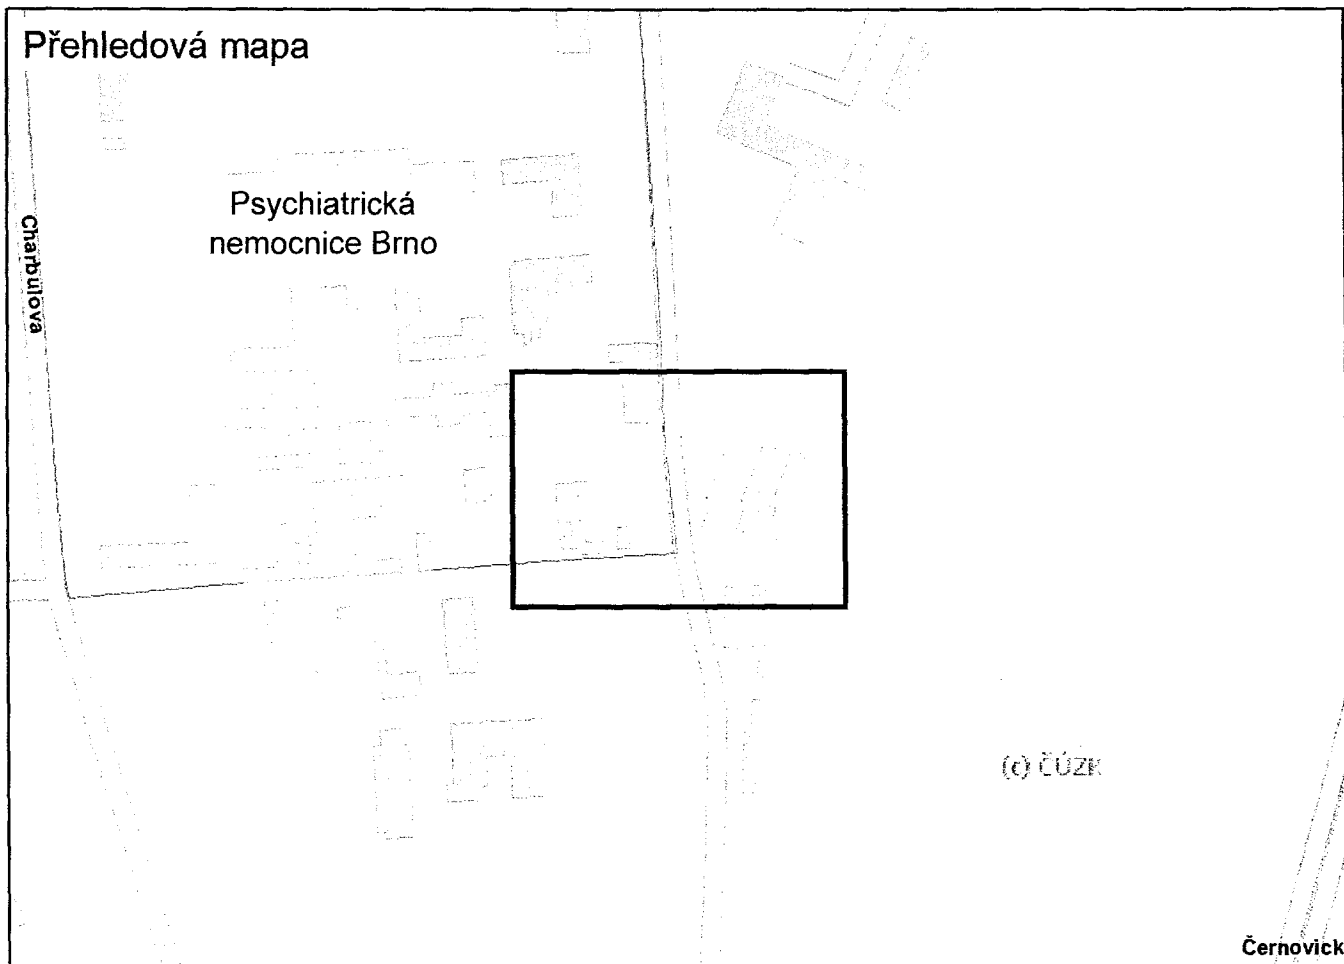 Přehledová mapa
Psychiatrická
nemocnice Brno
Charbulova
(c) ČÚZK
Černovick